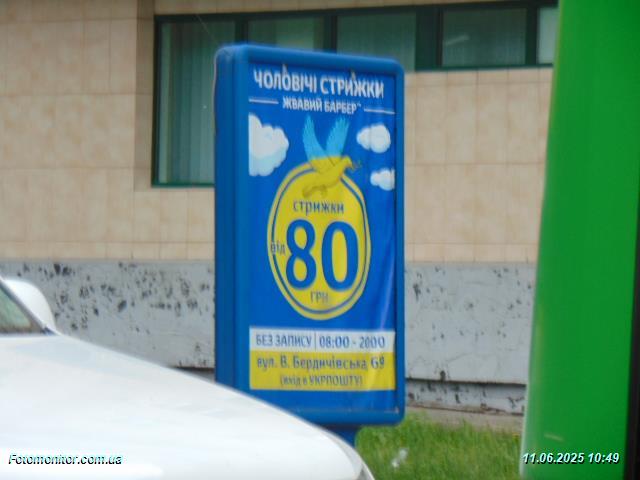 ЧОЛОВІЧІ СТРИЖКИ
ЖВАВИЙ БАРБЕР
стрижки
від
80
ГРН
БЕЗ ЗАПИСУ | 08:00 - 20:00
вул. В. Бердичівська, 69
(вхід в УКРПОШТУ)
Fotomonitor.com.ua
11.06.2025 10:49